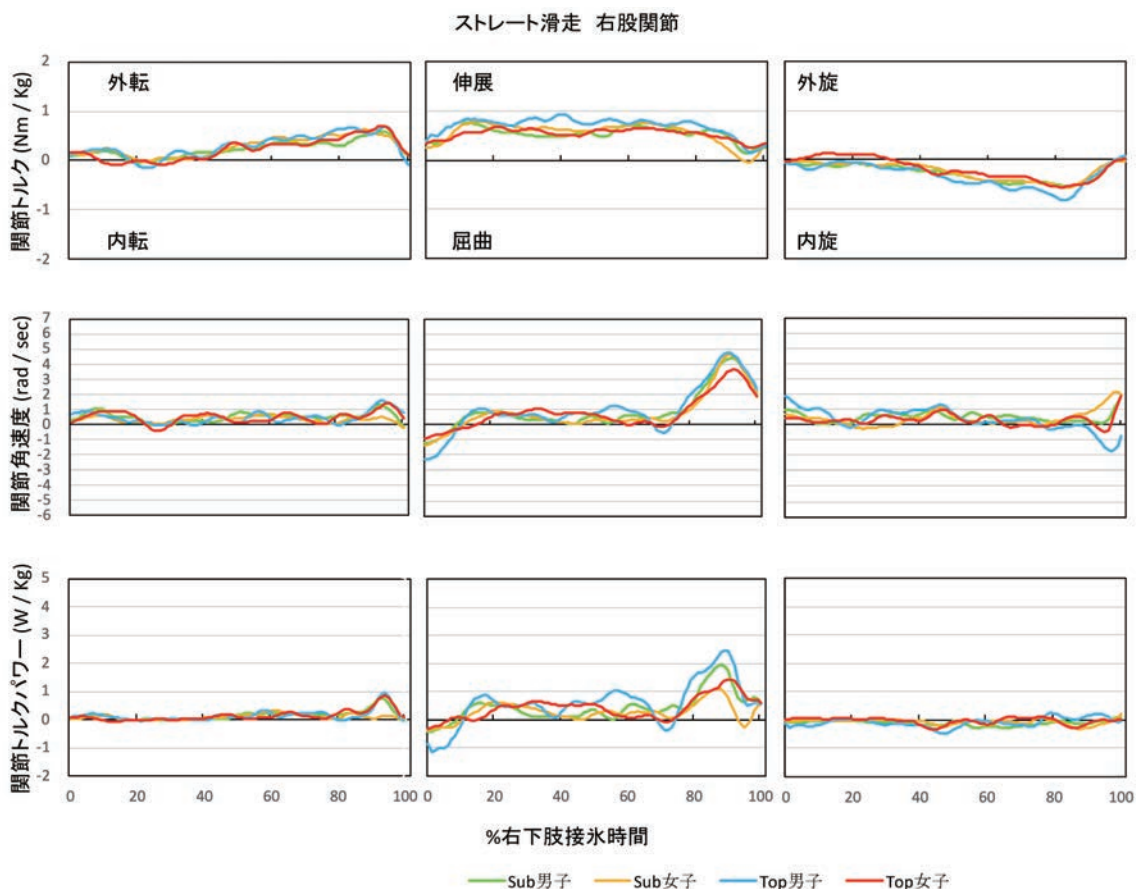 ストレート滑走 右股関節
関節トルク (Nm / Kg)
2
1
0
-1
-2
外転
内転
伸展
屈曲
外旋
内旋
関節角速度 (rad / sec)
7
6
5
4
3
2
1
0
-1
-2
-3
-4
-5
-6
関節トルクパワー (W / Kg)
5
4
3
2
1
0
-1
-2
0 20 40 60 80 100
0 20 40 60 80 100
0 20 40 60 80 100
%右下肢接氷時間
Sub男子 Sub女子 Top男子 Top女子